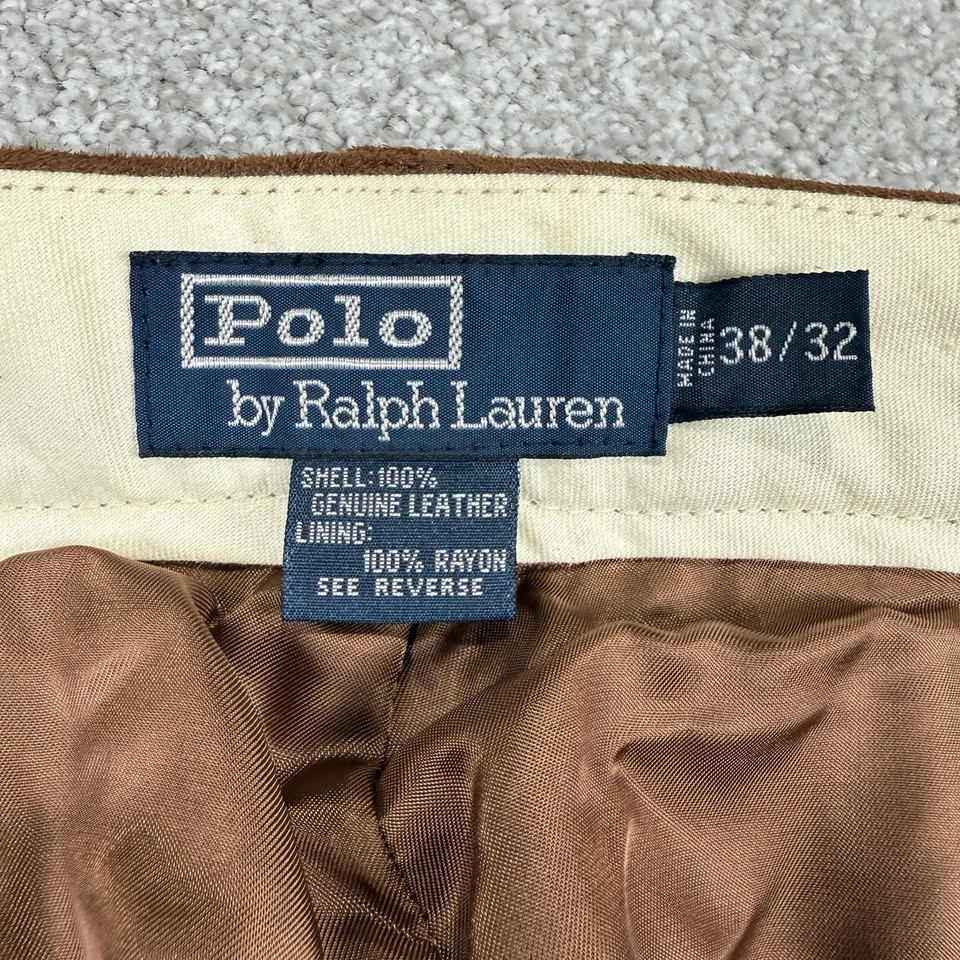 Polo
by Ralph Lauren
MADE IN
CHINA
38/32
SHELL:100%
GENUINE LEATHER
LINING:
100% RAYON
SEE REVERSE